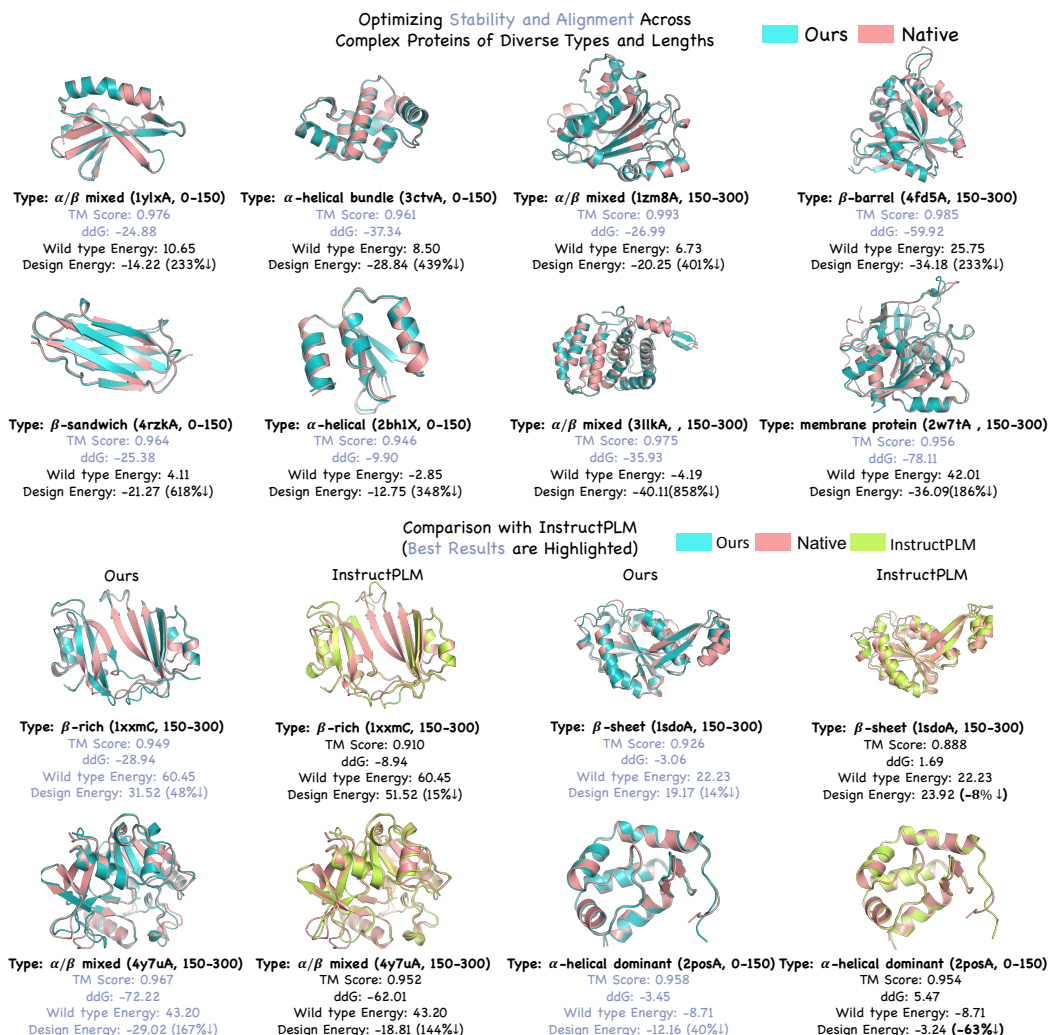 Optimizing Stability and Alignment Across
Complex Proteins of Diverse Types and Lengths
Ours Native
Type: α/β mixed (1ylxA, 0-150)
TM Score: 0.976
ddG: -24.88
Wild type Energy: 10.65
Design Energy: -14.22 (233%↓)
Type: α-helical bundle (3ctvA, 0-150)
TM Score: 0.961
ddG: -37.34
Wild type Energy: 8.50
Design Energy: -28.84 (439%↓)
Type: α/β mixed (1zm8A, 150-300)
TM Score: 0.993
ddG: -26.99
Wild type Energy: 6.73
Design Energy: -20.25 (401%↓)
Type: β-barrel (4fd5A, 150-300)
TM Score: 0.985
ddG: -59.92
Wild type Energy: 25.75
Design Energy: -34.18 (233%↓)
Type: β-sandwich (4rzkA, 0-150)
TM Score: 0.964
ddG: -25.38
Wild type Energy: 4.11
Design Energy: -21.27 (618%↓)
Type: α-helical (2bh1X, 0-150)
TM Score: 0.946
ddG: -9.90
Wild type Energy: -2.85
Design Energy: -12.75 (348%↓)
Type: α/β mixed (3llkA, , 150-300)
TM Score: 0.975
ddG: -35.93
Wild type Energy: -4.19
Design Energy: -40.11(858%↓)
Type: membrane protein (2w7tA , 150-300)
TM Score: 0.956
ddG: -78.11
Wild type Energy: 42.01
Design Energy: -36.09(186%↓)
Comparison with InstructPLM
(Best Results are Highlighted)
Ours Native InstructPLM
Ours
InstructPLM
Ours
InstructPLM
Type: β-rich (1xxmC, 150-300)
TM Score: 0.949
ddG: -28.94
Wild type Energy: 60.45
Design Energy: 31.52 (48%↓)
Type: β-rich (1xxmC, 150-300)
TM Score: 0.910
ddG: -8.94
Wild type Energy: 60.45
Design Energy: 51.52 (15%↓)
Type: β-sheet (1sdoA, 150-300)
TM Score: 0.926
ddG: -3.06
Wild type Energy: 22.23
Design Energy: 19.17 (14%↓)
Type: β-sheet (1sdoA, 150-300)
TM Score: 0.888
ddG: 1.69
Wild type Energy: 22.23
Design Energy: 23.92 (-8% ↓)
Type: α/β mixed (4y7uA, 150-300)
TM Score: 0.967
ddG: -72.22
Wild type Energy: 43.20
Design Energy: -29.02 (167%↓)
Type: α/β mixed (4y7uA, 150-300)
TM Score: 0.952
ddG: -62.01
Wild type Energy: 43.20
Design Energy: -18.81 (144%↓)
Type: α-helical dominant (2posA, 0-150)
TM Score: 0.958
ddG: -3.45
Wild type Energy: -8.71
Design Energy: -12.16 (40%↓)
Type: α-helical dominant (2posA, 0-150)
TM Score: 0.954
ddG: 5.47
Wild type Energy: -8.71
Design Energy: -3.24 (-63%↓)